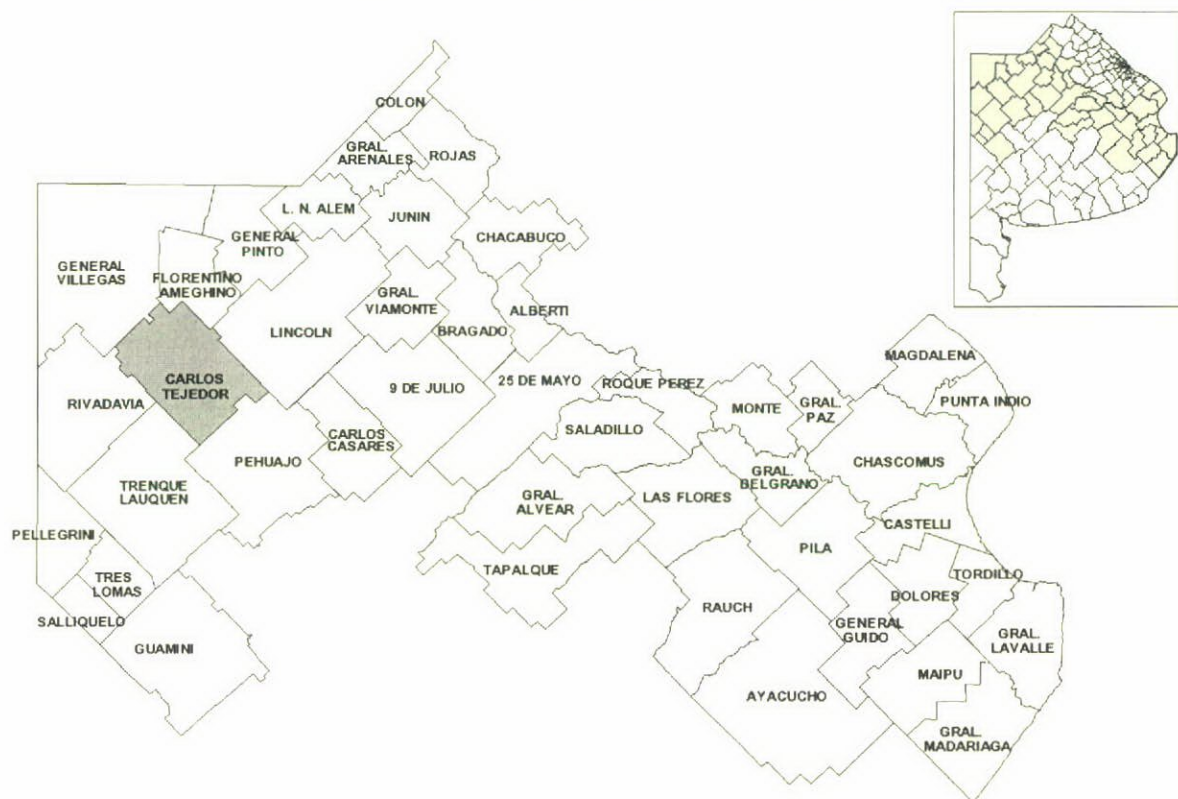 COLON
GRAL.
ARENALES
ROJAS
L. N. ALEM
JUNIN
CHACABUCO
GENERAL
PINTO
GENERAL
VILLEGAS
FLORENTINO
AMEGHINO
GRAL.
VIAMONTE
ALBERTI
LINCOLN
BRAGADO
CARLOS
TEJEDOR
RIVADAVIA
9 DE JULIO
25 DE MAYO
ROQUE PEREZ
MONTE
GRAL.
PAZ
MAGDALENA
PUNTA INDIO
SALADILLO
CARLOS
CASARES
PEHUAJO
CHASCOMUS
GRAL.
BELGRANO
TRENQUE
LAUQUEN
GRAL.
ALVEAR
LAS FLORES
CASTELLI
PELLEGRINI
PILA
TAPALQUE
TORDILLO
TRES
LOMAS
DOLORES
RAUCH
SALLIQUELO
GENERAL
GUIDO
GRAL.
LAVALLE
GUAMINI
MAIPU
AYACUCHO
GRAL.
MADARIAGA